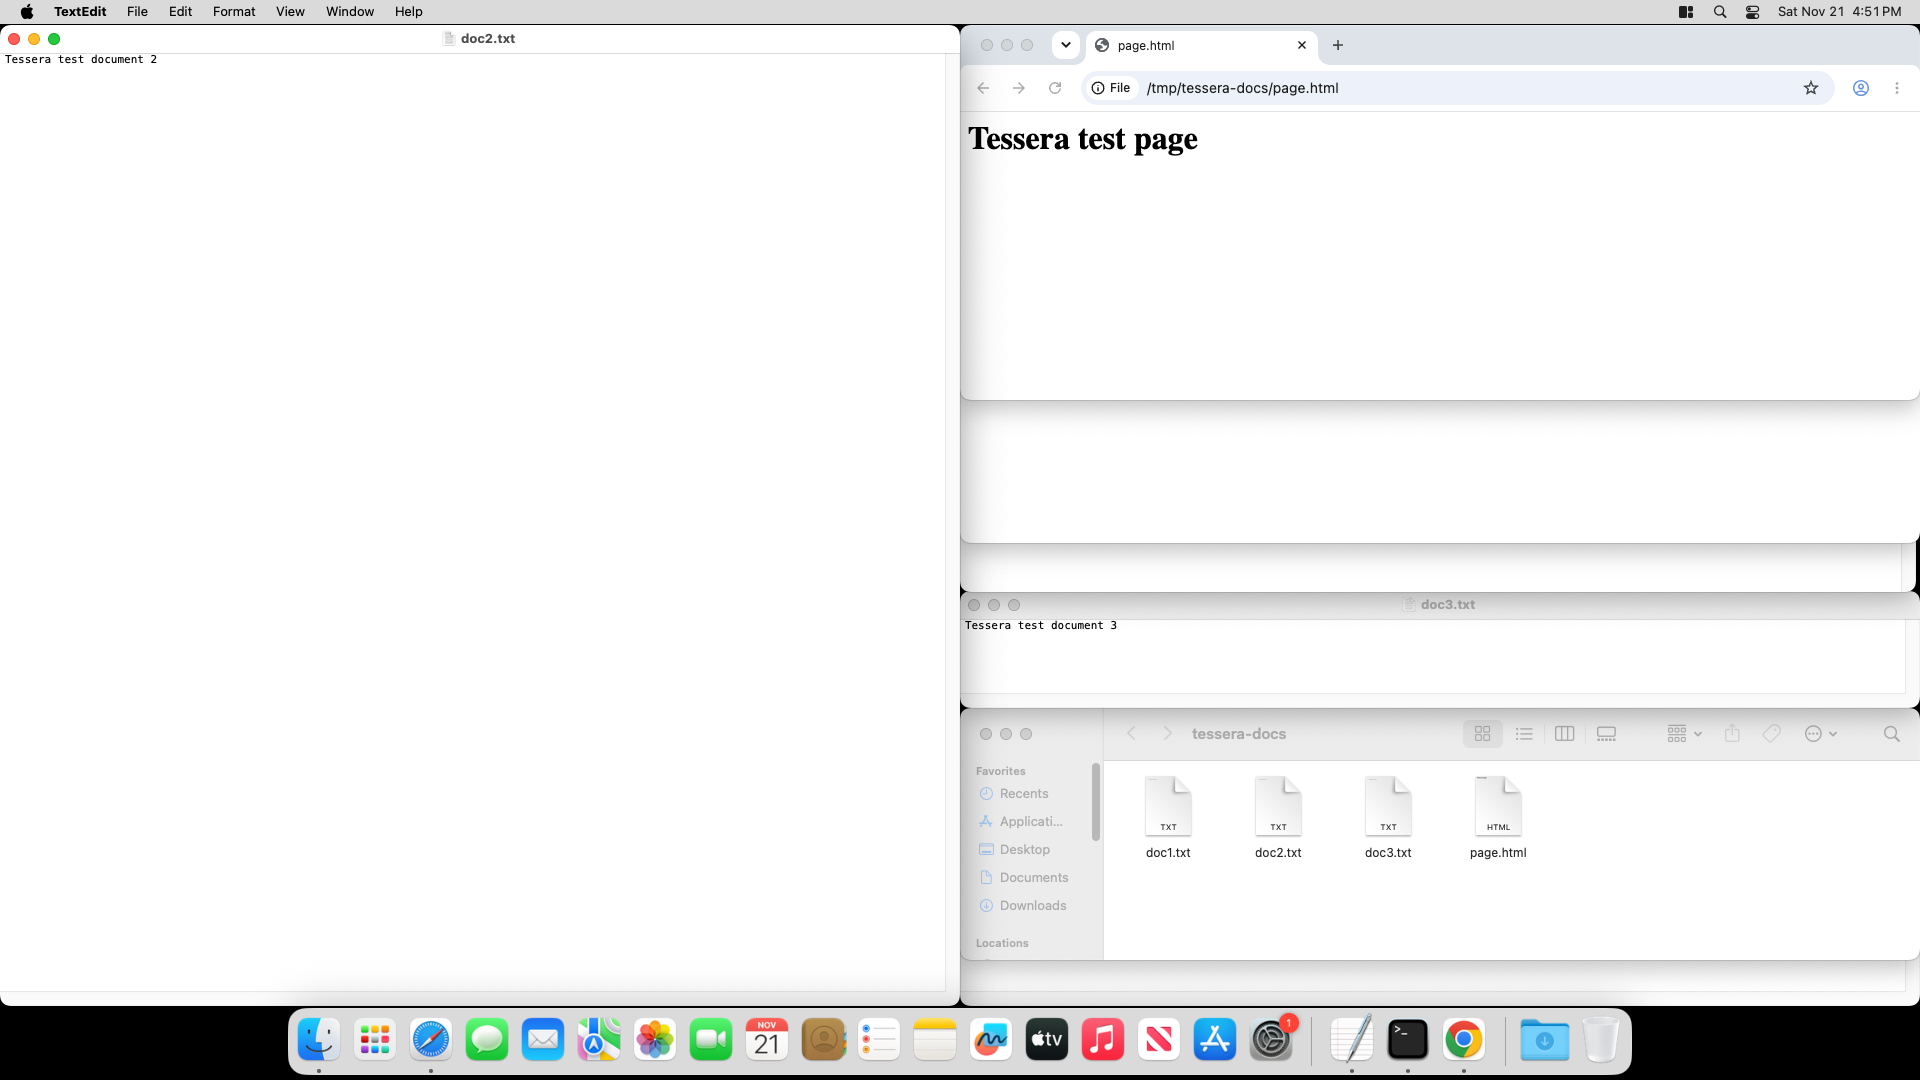 TextEdit File Edit Format View Window Help Sat Nov 21 4:51 PM
doc2.txt
Tessera test document 2
page.html
File /tmp/tessera-docs/page.html
Tessera test page
doc3.txt
Tessera test document 3
tessera-docs
Favorites
Recents
Applicati...
Desktop
Documents
Downloads
Locations
TXT TXT TXT HTML
doc1.txt doc2.txt doc3.txt page.html
NOV
21
tv
1
>_